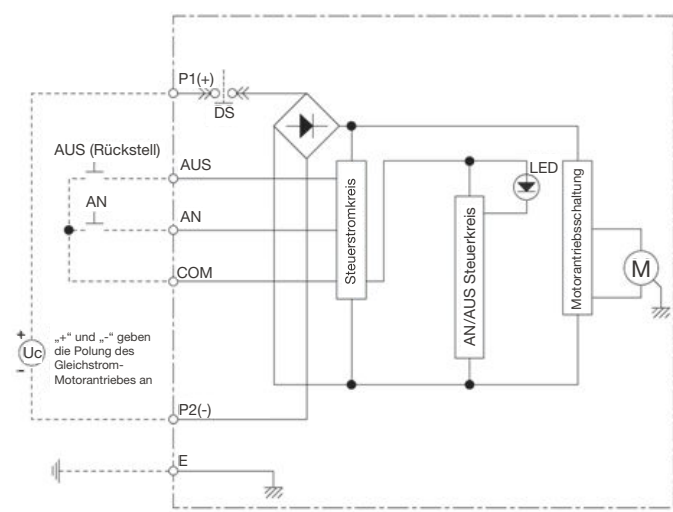 P1(+)
DS
AUS (Rückstell)
AUS
AN
AN
COM
LED
Steuerstromkreis
AN/AUS Steuerkreis
Motorantriebsschaltung
M
+
Uc
-
„+“ und „-“ geben
die Polung des
Gleichstrom-
Motorantriebes an
P2(-)
E